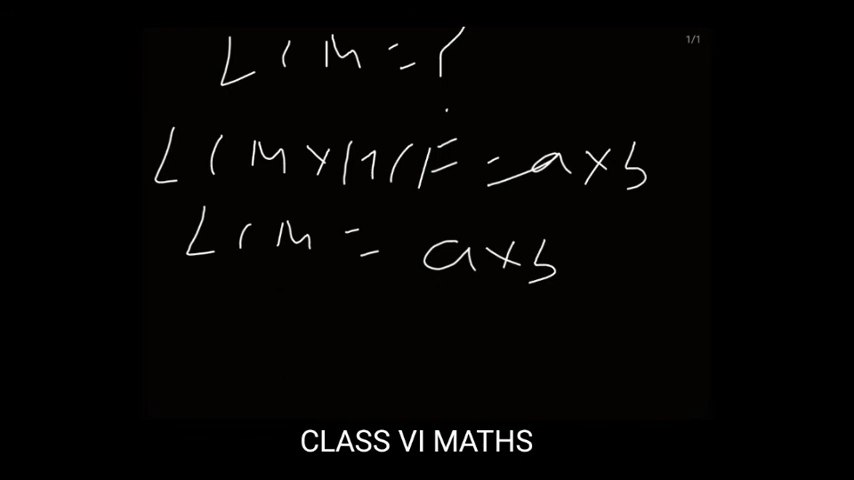 LCM = ?
1/1
LCM x HCF = a x b
LCM = a x b
CLASS VI MATHS